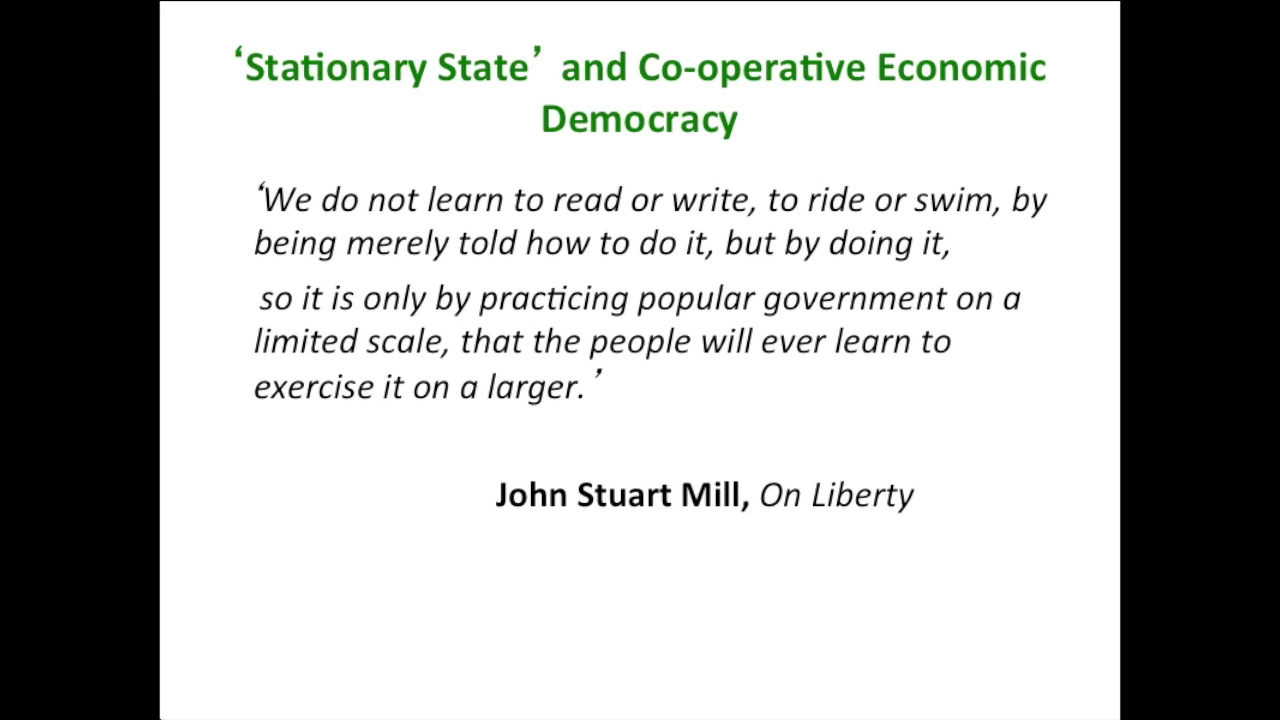 ‘Stationary State’ and Co-operative Economic
Democracy
‘We do not learn to read or write, to ride or swim, by
being merely told how to do it, but by doing it,
so it is only by practicing popular government on a
limited scale, that the people will ever learn to
exercise it on a larger.’
John Stuart Mill, On Liberty